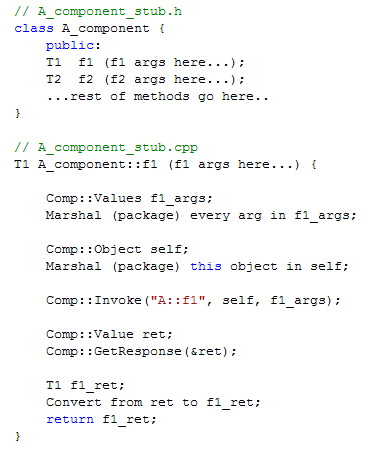 // A_component_stub.h
class A_component {
public:
T1  f1 (f1 args here...);
T2  f2 (f2 args here...);
...rest of methods go here..
}
// A_component_stub.cpp
T1 A_component::f1 (f1 args here...) {
Comp::Values f1_args;
Marshal (package) every arg in f1_args;
Comp::Object self;
Marshal (package) this object in self;
Comp::Invoke("A::f1", self, f1_args);
Comp::Value ret;
Comp::GetResponse(&ret);
T1 f1_ret;
Convert from ret to f1_ret;
return f1_ret;
}